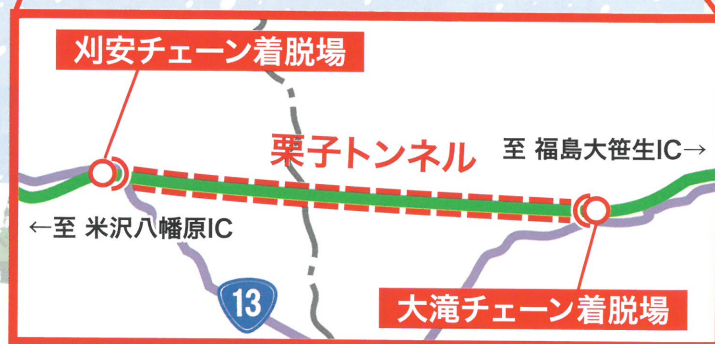 刈安チェーン着脱場
栗子トンネル
至 福島大笹生IC→
←至 米沢八幡原IC
13
大滝チェーン着脱場